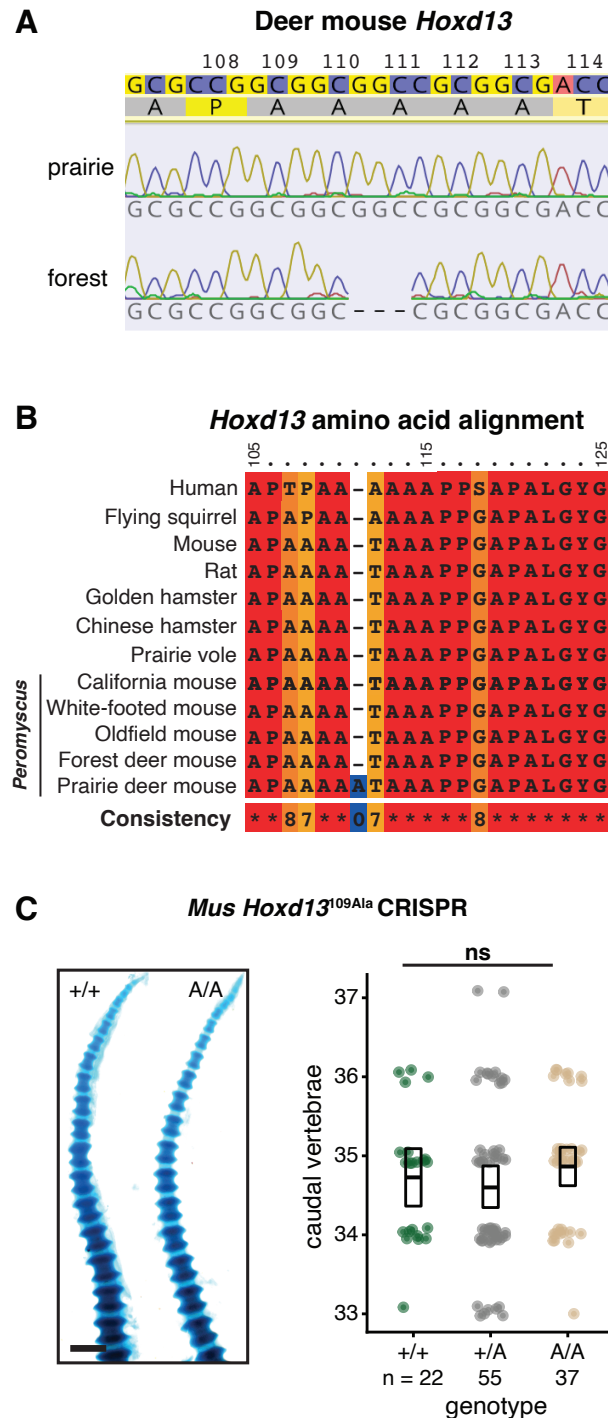 A
Deer mouse Hoxd13
108 109 110 111 112 113 114
GCGCCGGCGGCGGCCGCGGCGACC
A P A A A A A T
prairie
GCGCCGGCGGCGGCCGCGGCGACC
forest
GCGCCGGCGGC---CGCGGCGACC
B
Hoxd13 amino acid alignment
105 115 125
Human APTPAA-AAAAPPSAPALGYG
Flying squirrel APAPAA-AAAAPPGAPALGYG
Mouse APAAAA-TAAAPPGAPALGYG
Rat APAAAA-TAAAPPGAPALGYG
Golden hamster APAAAA-TAAAPPGAPALGYG
Chinese hamster APAAAA-TAAAPPGAPALGYG
Prairie vole APAAAA-TAAAPPGAPALGYG
Peromyscus
California mouse APAAAA-TAAAPPGAPALGYG
White-footed mouse APAAAA-TAAAPPGAPALGYG
Oldfield mouse APAAAA-TAAAPPGAPALGYG
Forest deer mouse APAAAA-TAAAPPGAPALGYG
Prairie deer mouse APAAAAATAAAPPGAPALGYG
Consistency **87**07*****8*******
C
Mus Hoxd13109Ala CRISPR
+/+ A/A
ns
caudal vertebrae
37
36
35
34
33
+/+ +/A A/A
n = 22 55 37
genotype